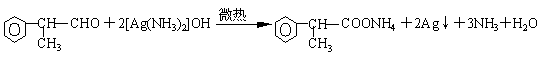 CH—CHO+2[Ag(NH₃)₂]OH 微热 CH—COONH₄+2Ag↓+3NH₃+H₂O
CH₃ CH₃